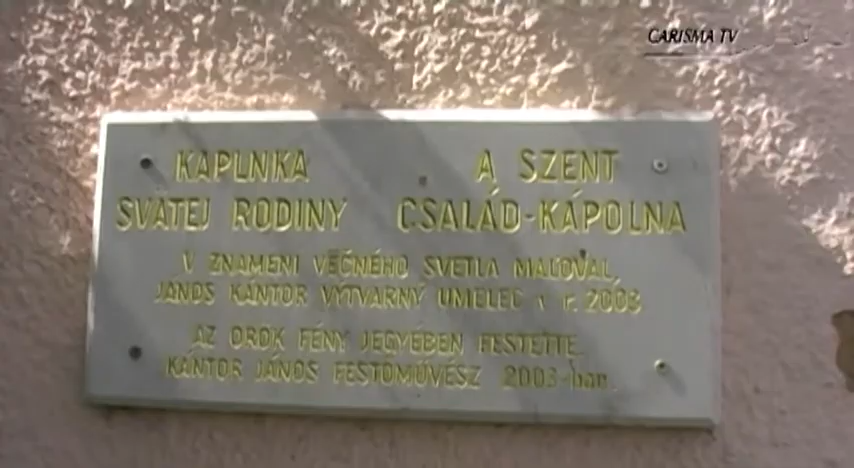 CARISMA TV
KAPLNKA
SVÄTEJ RODINY
A SZENT
CSALÁD-KÁPOLNA
V ZNAMENI VEČNÉHO SVETLA MAĽOVAL,
JÁNOS KÁNTOR VÝTVARNÝ UMELEC v r. 2003
AZ ÖRÖK FÉNY JEGYÉBEN FESTETTE
KÁNTOR JÁNOS FESTŐMŰVÉSZ 2003-ban.